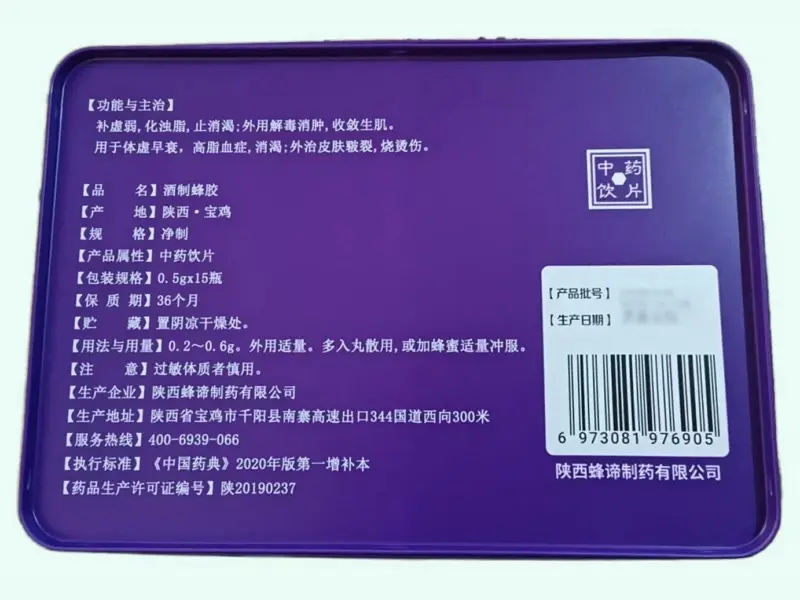 【功能与主治】
补虚弱,化浊脂,止消渴;外用解毒消肿,收敛生肌。
用于体虚早衰,高脂血症,消渴;外治皮肤皲裂,烧烫伤。
中药
饮片
【品 名】酒制蜂胶
【产 地】陕西·宝鸡
【规 格】净制
【产品属性】中药饮片
【包装规格】0.5gx15瓶
【保 质 期】36个月
【贮 藏】置阴凉干燥处。
【用法与用量】0.2～0.6g。外用适量。多入丸散用,或加蜂蜜适量冲服。
【注 意】过敏体质者慎用。
【生产企业】陕西蜂谛制药有限公司
【生产地址】陕西省宝鸡市千阳县南寨高速出口344国道西向300米
【服务热线】400-6939-066
【执行标准】《中国药典》2020年版第一增补本
【药品生产许可证编号】陕20190237
【产品批号】
【生产日期】
6 973081 976905
陕西蜂谛制药有限公司